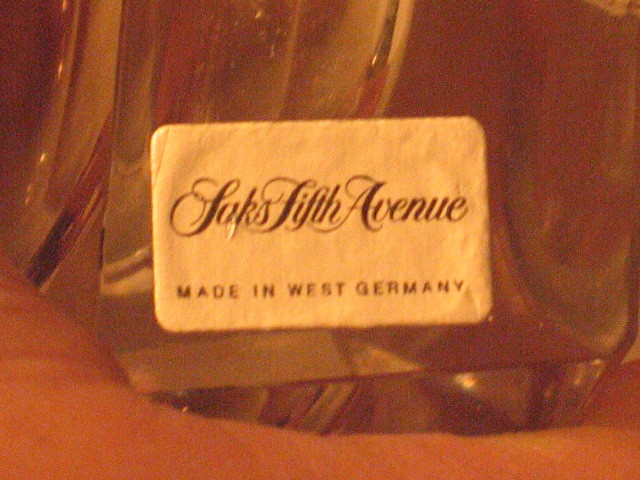 Saks Fifth Avenue
MADE IN WEST GERMANY